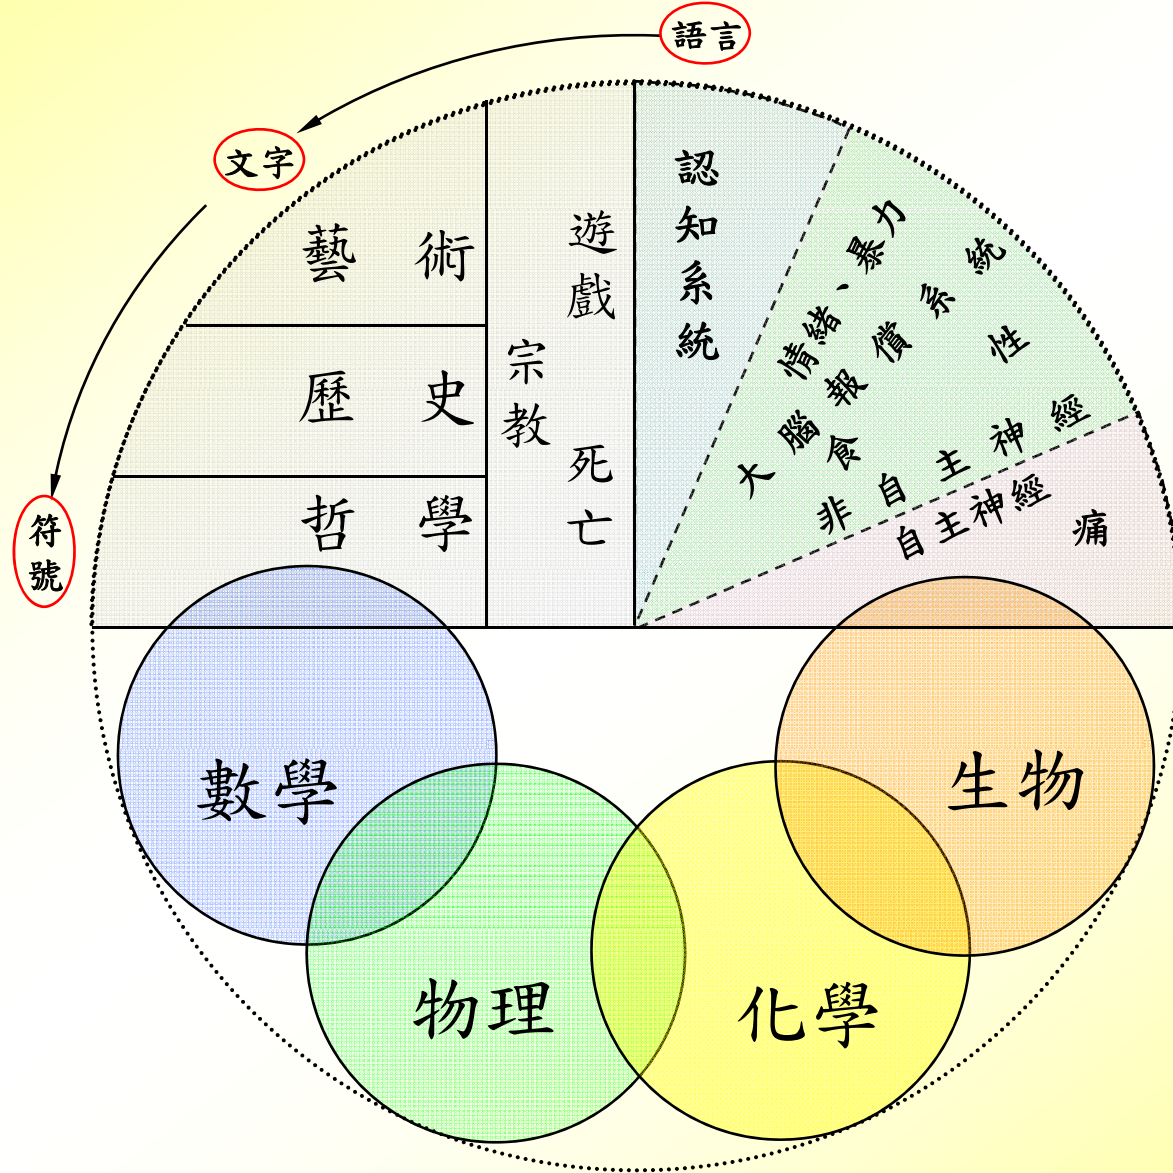 語言
文字
符號
藝術
歷史
哲學
遊戲
宗教
死亡
認知系統
情緒、暴力
大腦報償系統
食
性
非自主神經
自主神經
痛
數學
物理
化學
生物